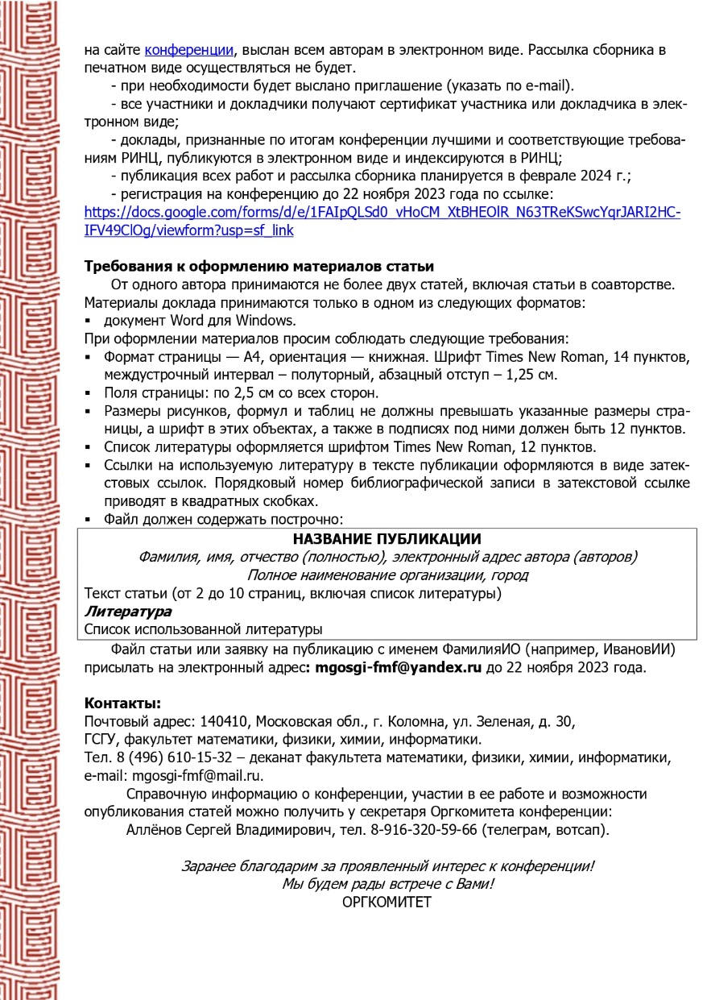 на сайте конференции, выслан всем авторам в электронном виде. Рассылка сборника в
печатном виде осуществляться не будет.
- при необходимости будет выслано приглашение (указать по e-mail).
- все участники и докладчики получают сертификат участника или докладчика в элек-
тронном виде;
- доклады, признанные по итогам конференции лучшими и соответствующие требова-
ниям РИНЦ, публикуются в электронном виде и индексируются в РИНЦ;
- публикация всех работ и рассылка сборника планируется в феврале 2024 г.;
- регистрация на конференцию до 22 ноября 2023 года по ссылке:
https://docs.google.com/forms/d/e/1FAIpQLSd0_vHoCM_XtBHEOlR_N63TReKSwcYqrJARI2HC-
IFV49ClOg/viewform?usp=sf_link
Требования к оформлению материалов статьи
От одного автора принимаются не более двух статей, включая статьи в соавторстве.
Материалы доклада принимаются только в одном из следующих форматов:
▪ документ Word для Windows.
При оформлении материалов просим соблюдать следующие требования:
▪ Формат страницы — А4, ориентация — книжная. Шрифт Times New Roman, 14 пунктов,
междустрочный интервал – полуторный, абзацный отступ – 1,25 см.
▪ Поля страницы: по 2,5 см со всех сторон.
▪ Размеры рисунков, формул и таблиц не должны превышать указанные размеры стра-
ницы, а шрифт в этих объектах, а также в подписях под ними должен быть 12 пунктов.
▪ Список литературы оформляется шрифтом Times New Roman, 12 пунктов.
▪ Ссылки на используемую литературу в тексте публикации оформляются в виде затек-
стовых ссылок. Порядковый номер библиографической записи в затекстовой ссылке
приводят в квадратных скобках.
▪ Файл должен содержать построчно:
НАЗВАНИЕ ПУБЛИКАЦИИ
Фамилия, имя, отчество (полностью), электронный адрес автора (авторов)
Полное наименование организации, город
Текст статьи (от 2 до 10 страниц, включая список литературы)
Литература
Список использованной литературы
Файл статьи или заявку на публикацию с именем ФамилияИО (например, ИвановИИ)
присылать на электронный адрес: mgosgi-fmf@yandex.ru до 22 ноября 2023 года.
Контакты:
Почтовый адрес: 140410, Московская обл., г. Коломна, ул. Зеленая, д. 30,
ГСГУ, факультет математики, физики, химии, информатики.
Тел. 8 (496) 610-15-32 – деканат факультета математики, физики, химии, информатики,
e-mail: mgosgi-fmf@mail.ru.
Справочную информацию о конференции, участии в ее работе и возможности
опубликования статей можно получить у секретаря Оргкомитета конференции:
Аллёнов Сергей Владимирович, тел. 8-916-320-59-66 (телеграм, вотсап).
Заранее благодарим за проявленный интерес к конференции!
Мы будем рады встрече с Вами!
ОРГКОМИТЕТ